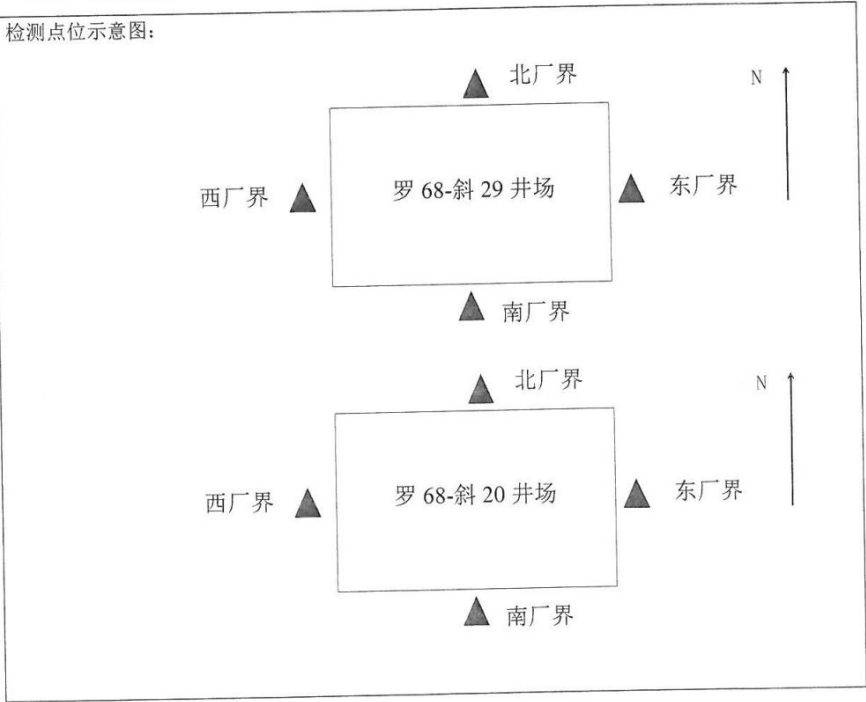 检测点位示意图：
北厂界
N
西厂界
罗 68-斜 29 井场
东厂界
南厂界
北厂界
N
西厂界
罗 68-斜 20 井场
东厂界
南厂界